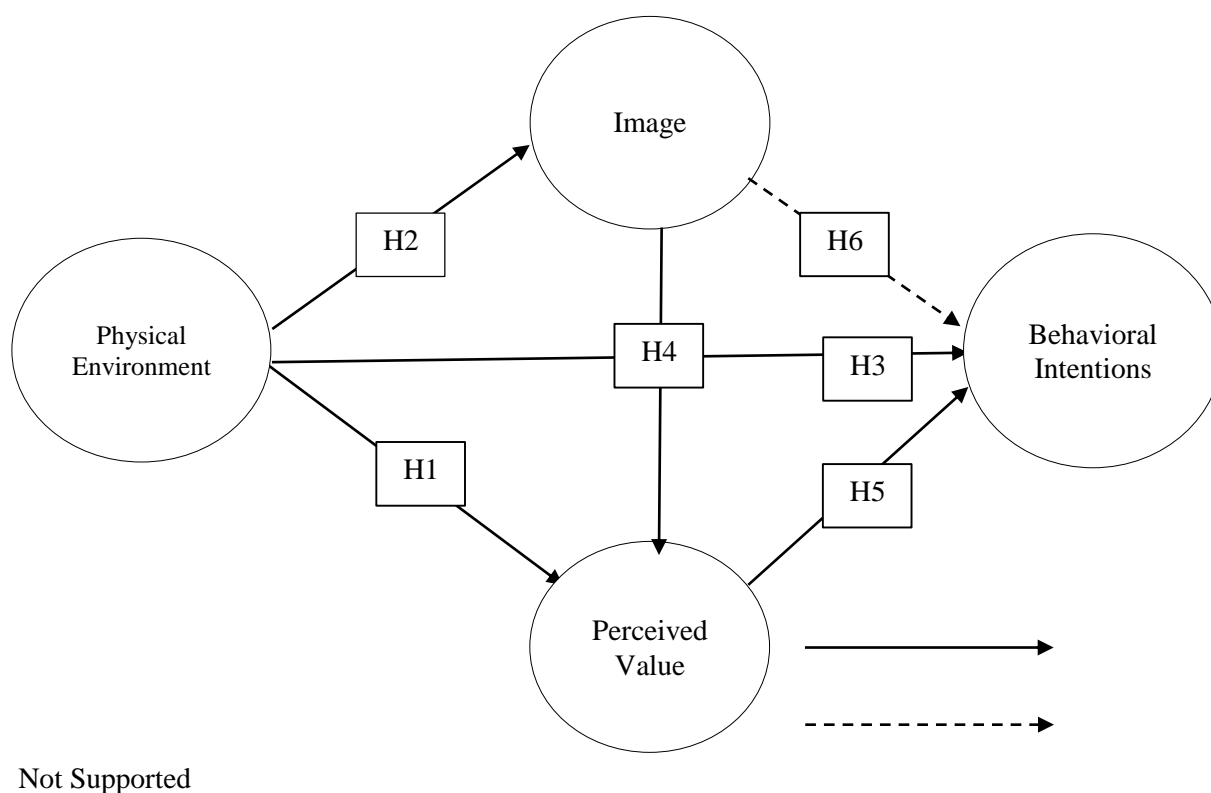 Image
H2
H6
Physical
Environment
H4
H3
Behavioral
Intentions
H1
H5
Perceived
Value
Not Supported